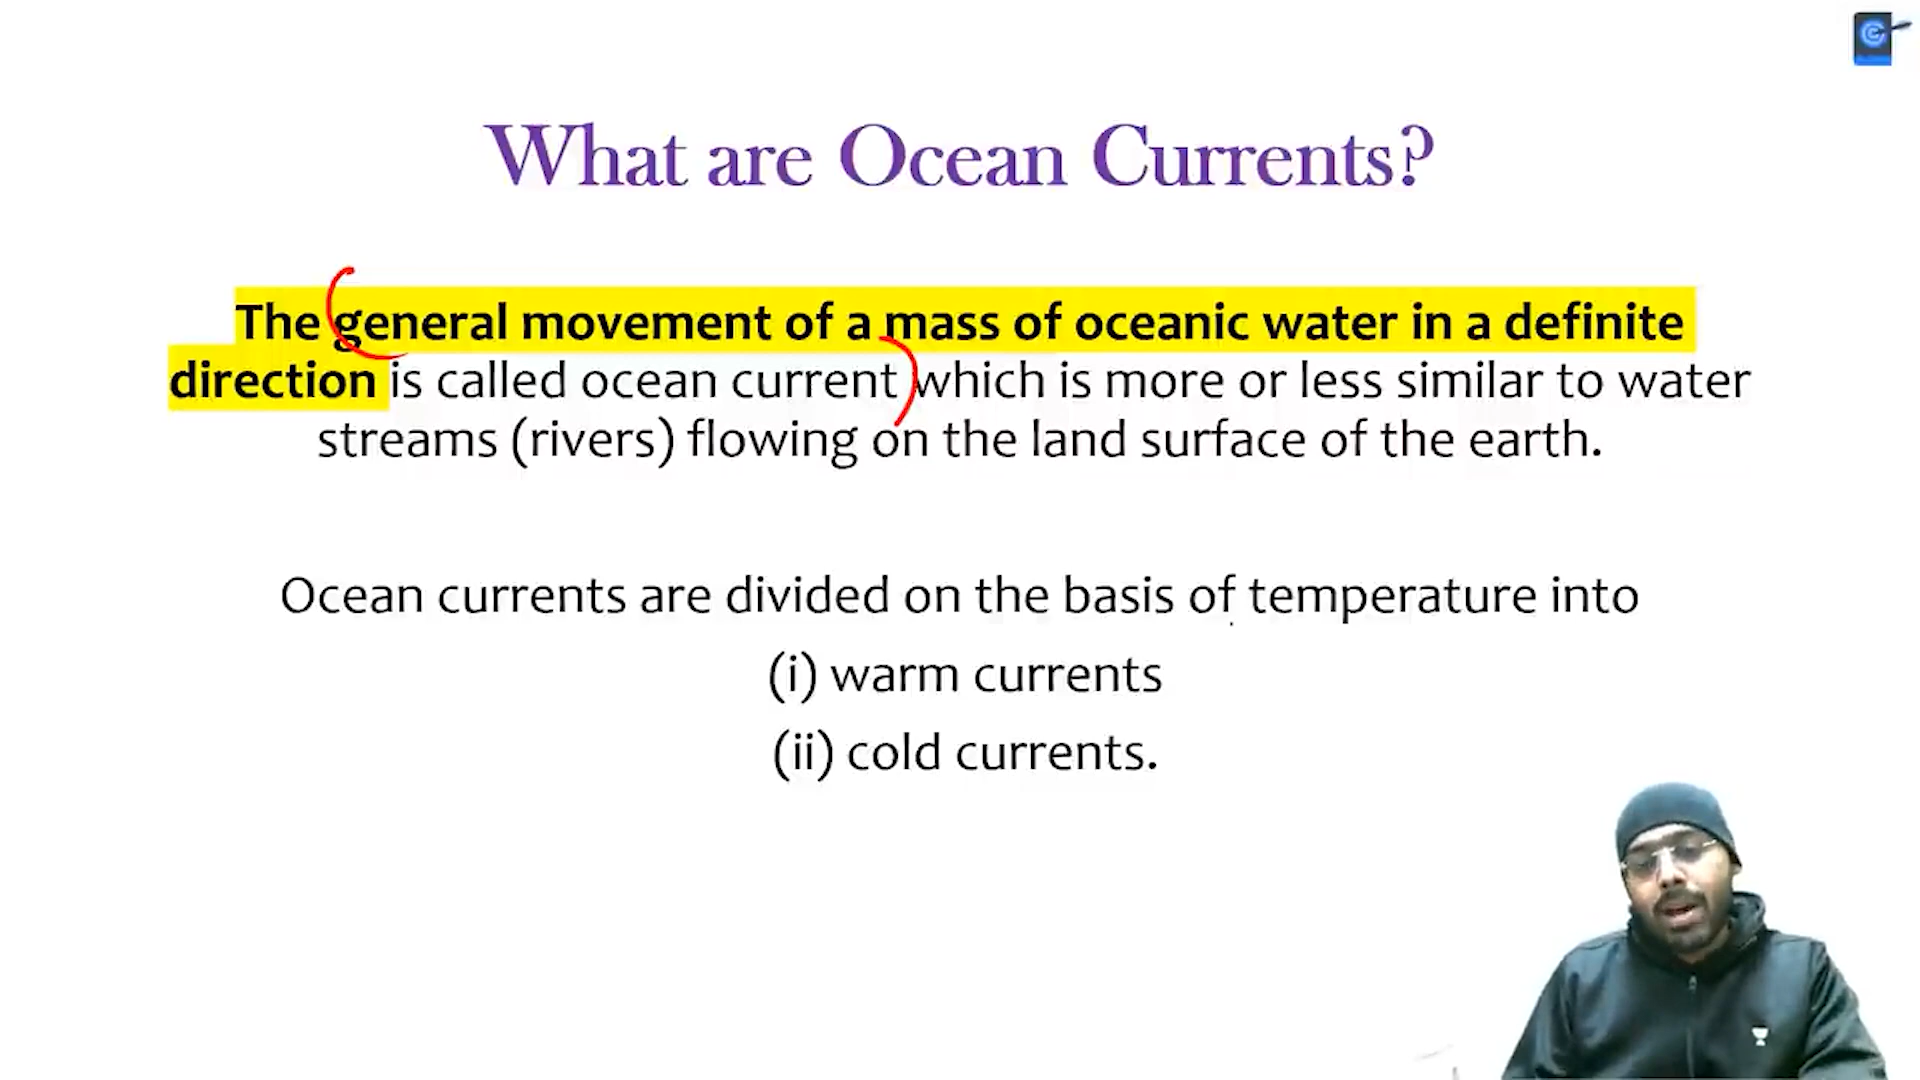 What are Ocean Currents?
The general movement of a mass of oceanic water in a definite
direction is called ocean current which is more or less similar to water
streams (rivers) flowing on the land surface of the earth.
Ocean currents are divided on the basis of temperature into
(i) warm currents
(ii) cold currents.